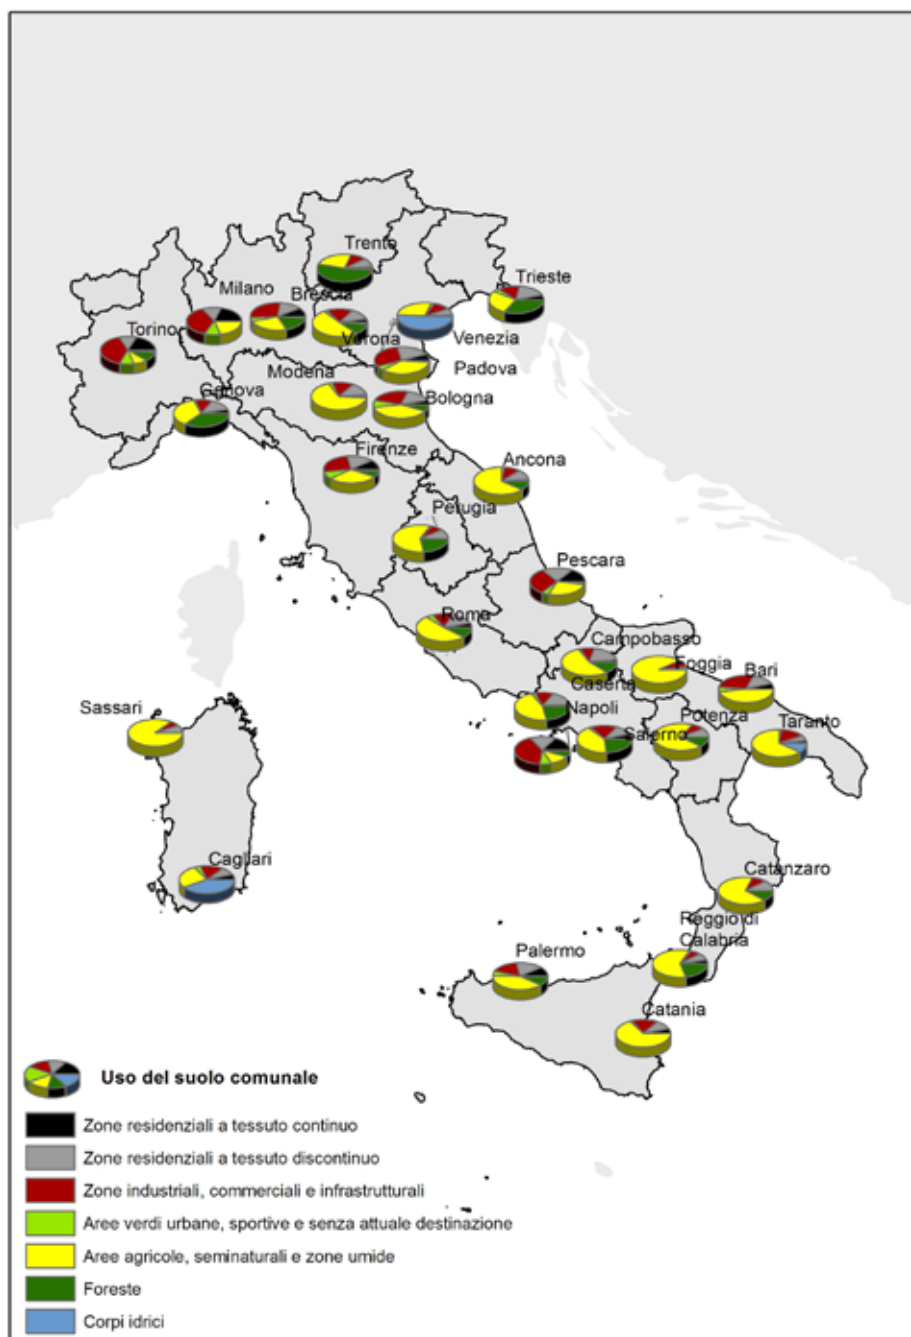 Trento
Trieste
Milano
Brescia
Torino
Verona
Venezia
Padova
Genova
Modena
Bologna
Firenze
Ancona
Perugia
Pescara
Roma
Campobasso
Foggia
Bari
Caserta
Napoli
Sassari
Potenza
Taranto
Salerno
Cagliari
Catanzaro
Reggio di
Calabria
Palermo
Catania
Uso del suolo comunale
Zone residenziali a tessuto continuo
Zone residenziali a tessuto discontinuo
Zone industriali, commerciali e infrastrutturali
Aree verdi urbane, sportive e senza attuale destinazione
Aree agricole, seminaturali e zone umide
Foreste
Corpi idrici